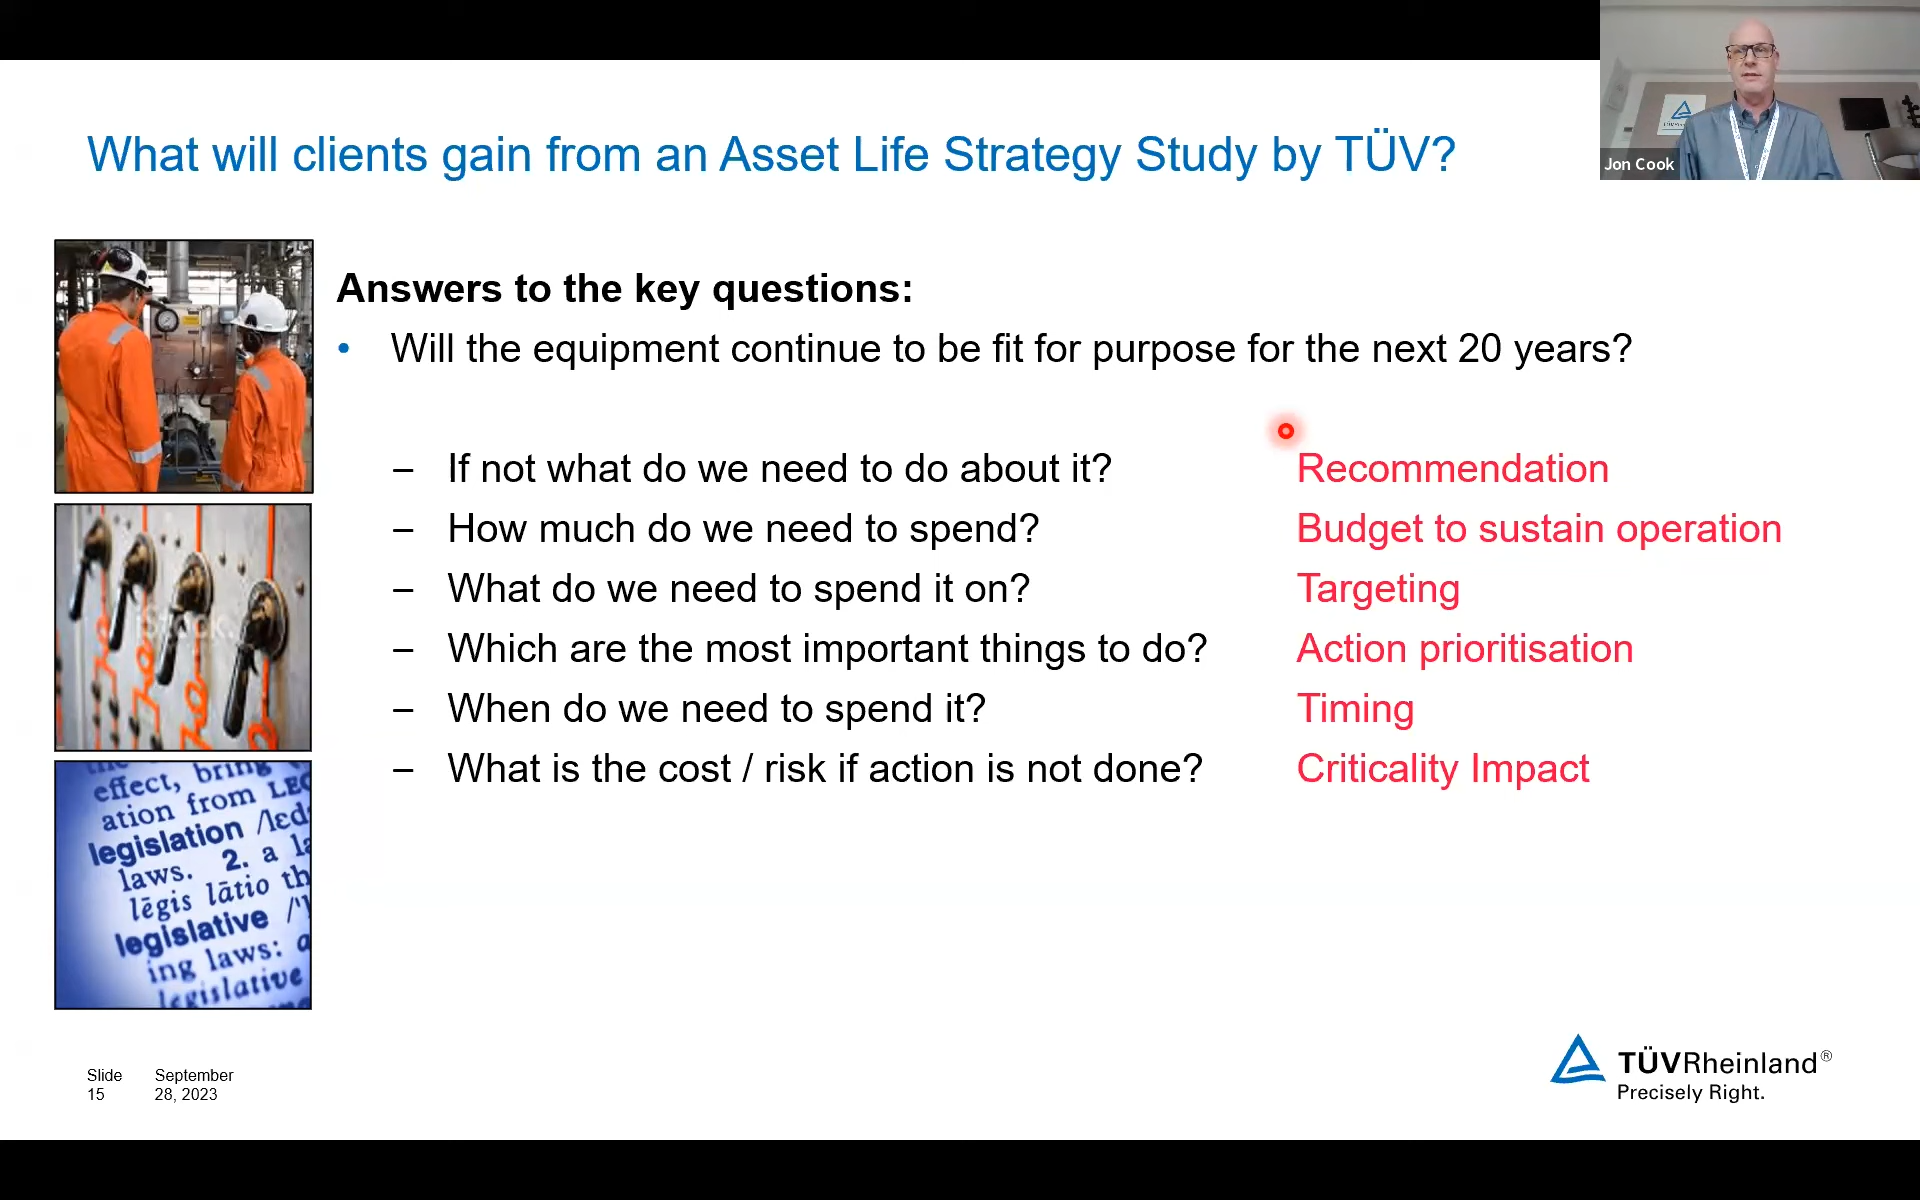 What will clients gain from an Asset Life Strategy Study by TÜV?
Jon Cook
Answers to the key questions:
• Will the equipment continue to be fit for purpose for the next 20 years?
– If not what do we need to do about it? Recommendation
– How much do we need to spend? Budget to sustain operation
– What do we need to spend it on? Targeting
– Which are the most important things to do? Action prioritisation
– When do we need to spend it? Timing
– What is the cost / risk if action is not done? Criticality Impact
iStock.
effect, bring
ation from
legislation
laws. 2. a
lēgis lātio
legislative
ing laws:
legislative
Slide September
15 28, 2023
TÜVRheinland®
Precisely Right.